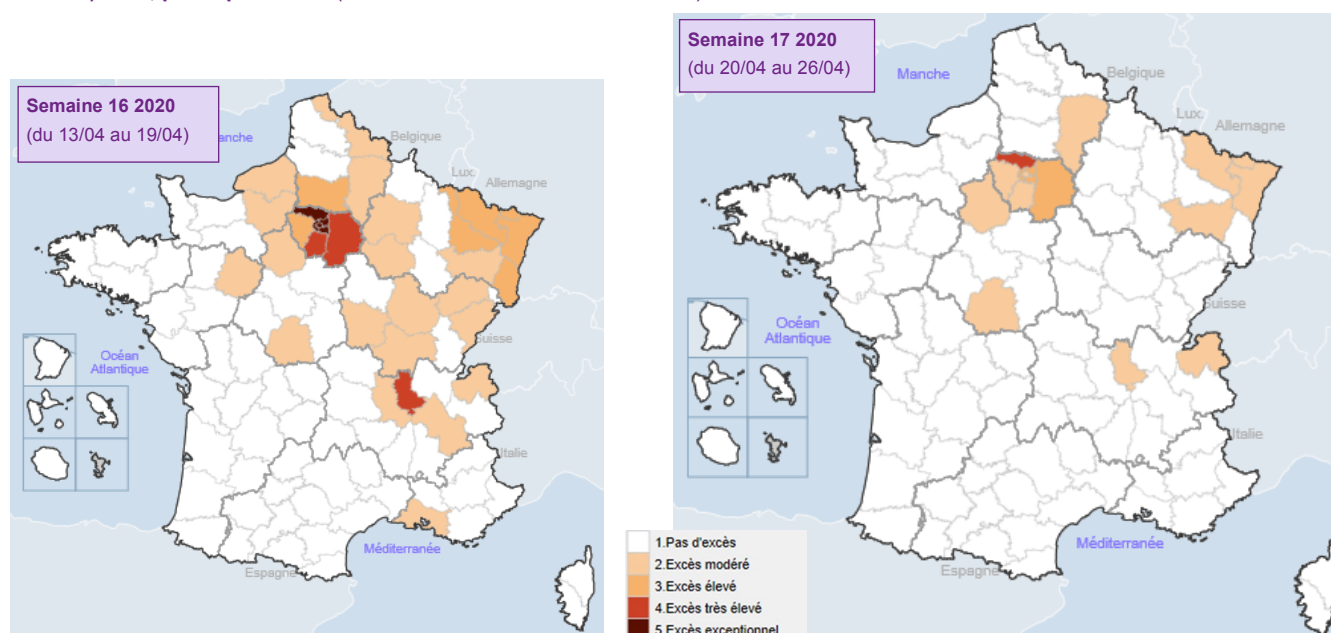 Semaine 16 2020
(du 13/04 au 19/04)
Belgique
Lux.
Allemagne
Suisse
Océan
Atlantique
Italie
Méditerranée
Espagne
Semaine 17 2020
(du 20/04 au 26/04)
Manche
Belgique
Lux.
Allemagne
Suisse
Océan
Atlantique
Italie
Méditerranée
Espagne
1.Pas d'excès
2.Excès modéré
3.Excès élevé
4.Excès très élevé
5.Excès exceptionnel